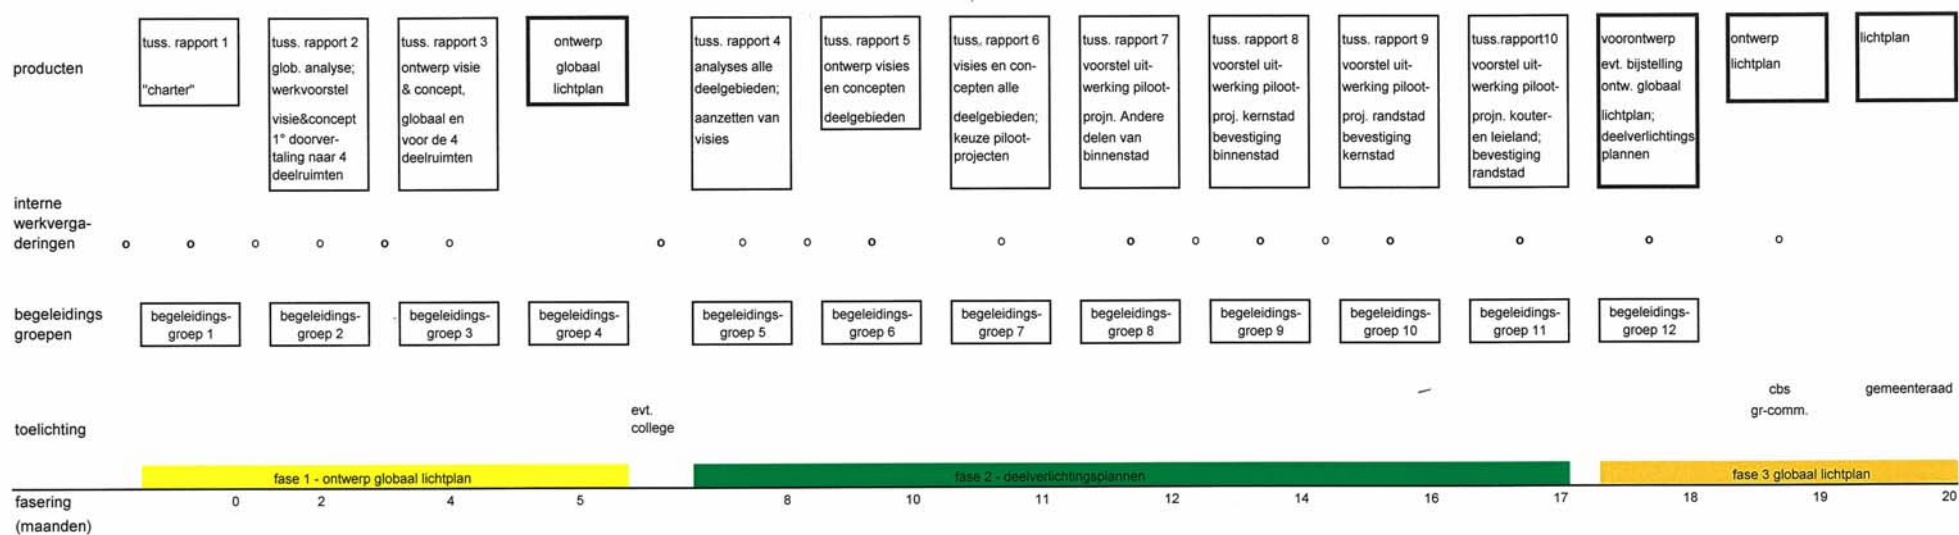 producten
tuss. rapport 1
"charter"
tuss. rapport 2
glob. analyse;
werkvoorstel
visie&concept
1° doorver-
taling naar 4
deelruimten
tuss. rapport 3
ontwerp visie
& concept,
globaal en
voor de 4
deelruimten
ontwerp
globaal
lichtplan
tuss. rapport 4
analyses alle
deelgebieden;
aanzetten van
visies
tuss. rapport 5
ontwerp visies
en concepten
deelgebieden
tuss. rapport 6
visies en con-
cepten alle
deelgebieden;
keuze piloot-
projecten
tuss. rapport 7
voorstel uit-
werking piloot-
projn. Andere
delen van
binnenstad
tuss. rapport 8
voorstel uit-
werking piloot-
proj. kernstad
bevestiging
binnenstad
tuss. rapport 9
voorstel uit-
werking piloot-
proj. randstad
bevestiging
kernstad
tuss.rapport10
voorstel uit-
werking piloot-
projn. kouter-
en leieland;
bevestiging
randstad
voorontwerp
evt. bijstelling
ontw. globaal
lichtplan;
deelverlichtings
plannen
ontwerp
lichtplan
lichtplan
interne
werkverga-
deringen
o o o o o o o o o o o o o o o o o o o
begeleidings
groepen
begeleidings-
groep 1
begeleidings-
groep 2
begeleidings-
groep 3
begeleidings-
groep 4
begeleidings-
groep 5
begeleidings-
groep 6
begeleidings-
groep 7
begeleidings-
groep 8
begeleidings-
groep 9
begeleidings-
groep 10
begeleidings-
groep 11
begeleidings-
groep 12
toelichting
evt.
college
cbs
gr-comm.
gemeenteraad
fase 1 - ontwerp globaal lichtplan
fase 2 - deelverlichtingsplannen
fase 3 globaal lichtplan
fasering
(maanden)
0 2 4 5 8 10 11 12 14 16 17 18 19 20